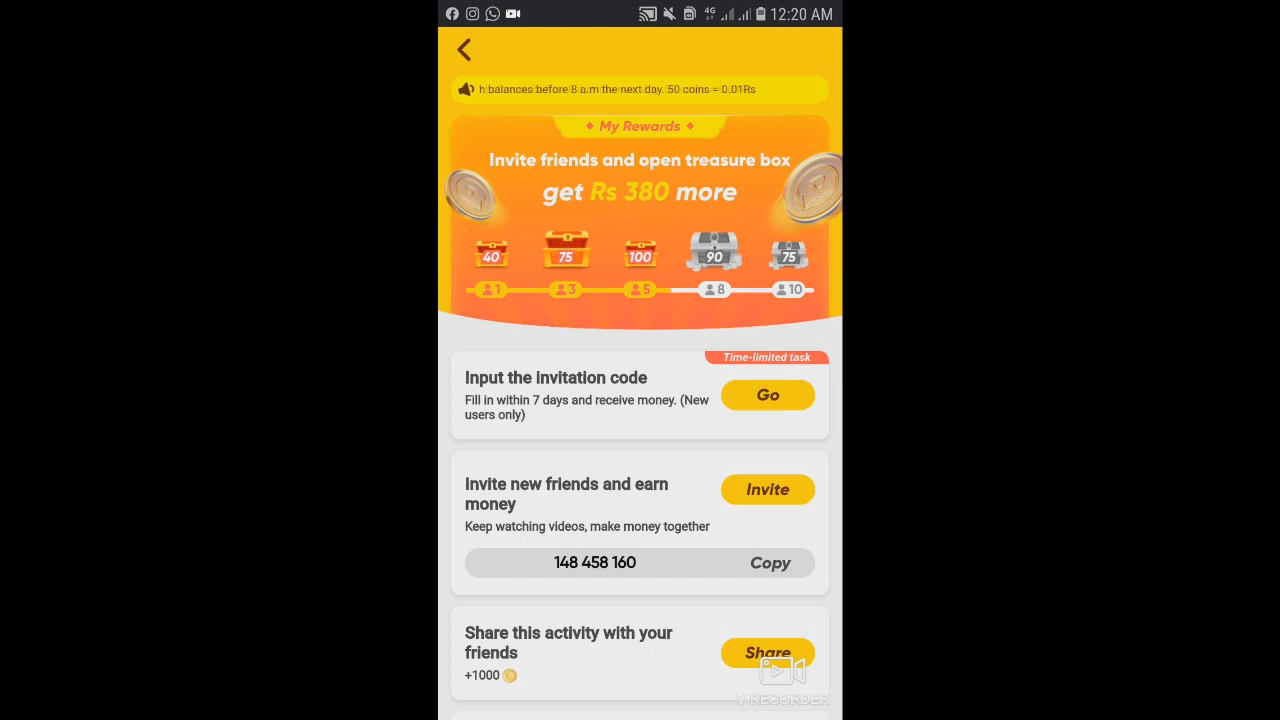 4G 12:20 AM
h balances before 8 a.m the next day. 50 coins = 0.01Rs
My Rewards
Invite friends and open treasure box
get Rs 380 more
40 75 100 90 75
1 3 5 8 10
Time-limited task
Input the invitation code
Fill in within 7 days and receive money. (New
users only)
Go
Invite new friends and earn
money
Invite
Keep watching videos, make money together
148 458 160 Copy
Share this activity with your
friends
Share
+1000
V-RECORDER